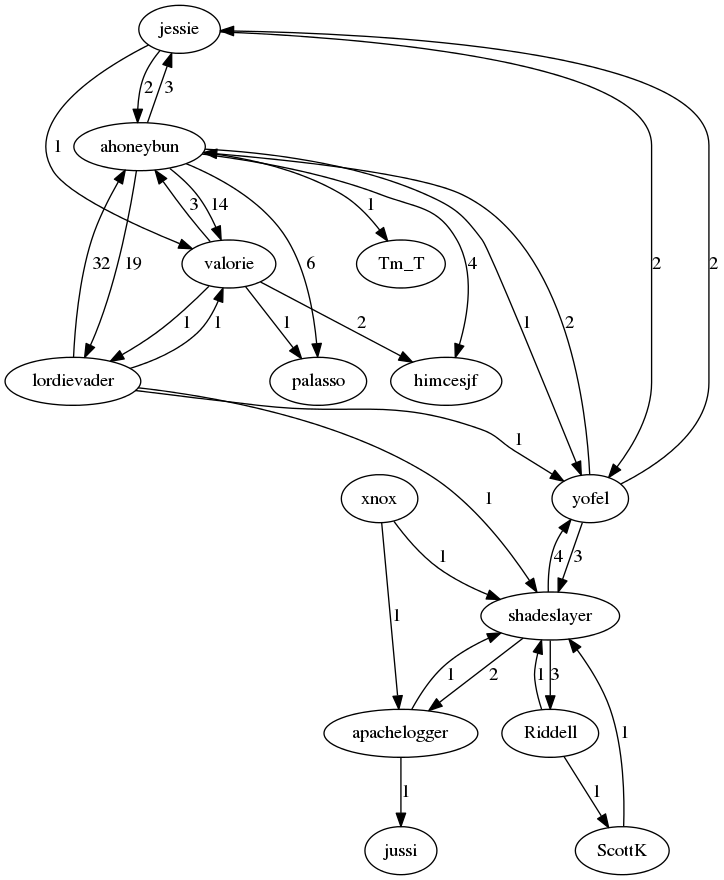 jessie
2
3
ahoneybun
1
3
14
1
valorie
Tm_T
32
19
6
4
2
2
1
1
1
2
1
2
lordievader
palasso
himcesjf
1
xnox
1
yofel
1
4
3
shadeslayer
1
1
2
1
3
apachelogger
Riddell
1
1
1
jussi
ScottK